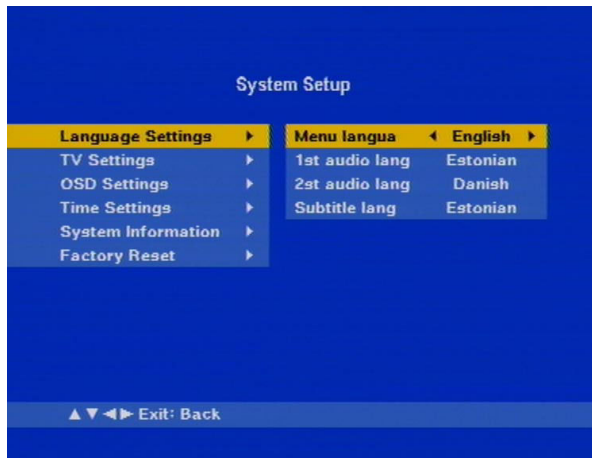 System Setup
Language Settings
TV Settings
OSD Settings
Time Settings
System Information
Factory Reset
Menu langua English
1st audio lang Estonian
2st audio lang Danish
Subtitle lang Estonian
▲▼◀▶ Exit: Back